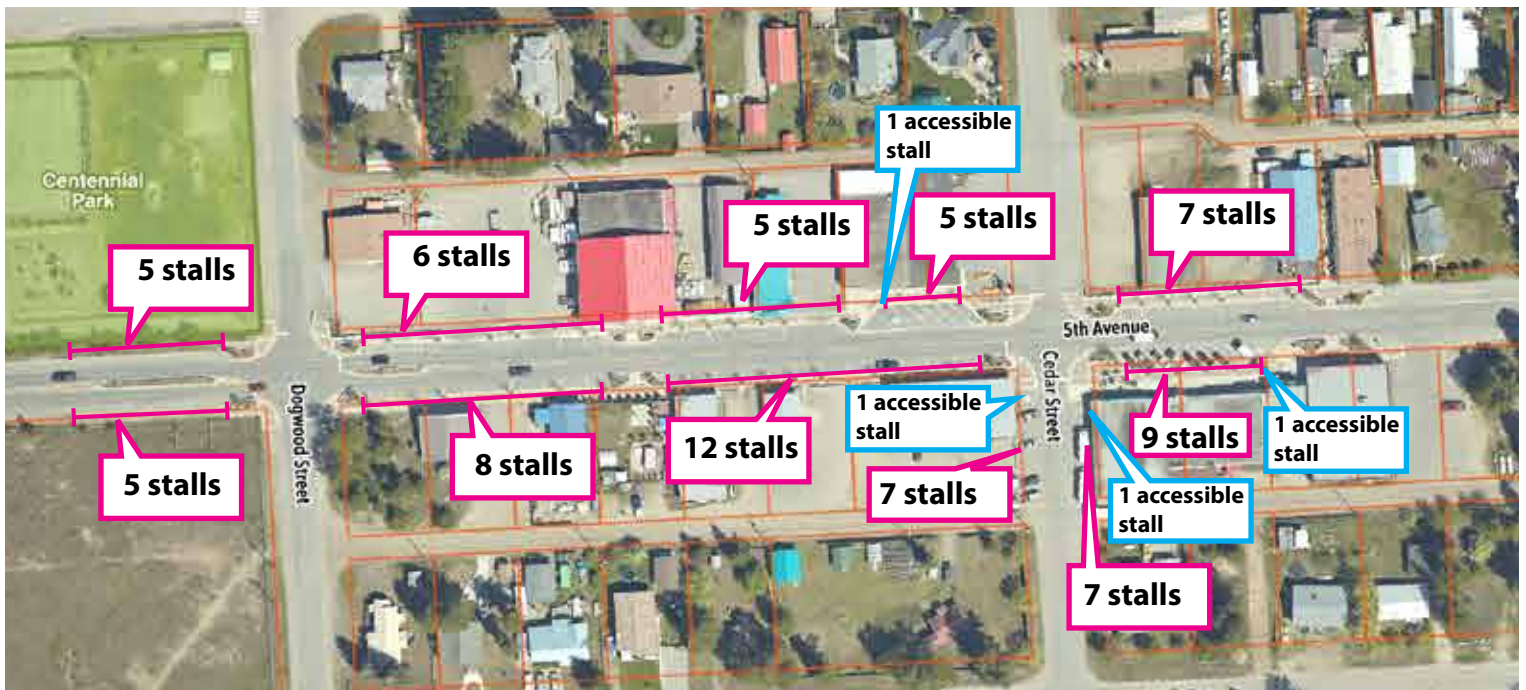 1 accessible
stall
Centennial
Park
5 stalls
6 stalls
5 stalls
5 stalls
7 stalls
5th Avenue
Dogwood Street
Cedar Street
5 stalls
8 stalls
12 stalls
1 accessible
stall
7 stalls
9 stalls
1 accessible
stall
1 accessible
stall
7 stalls